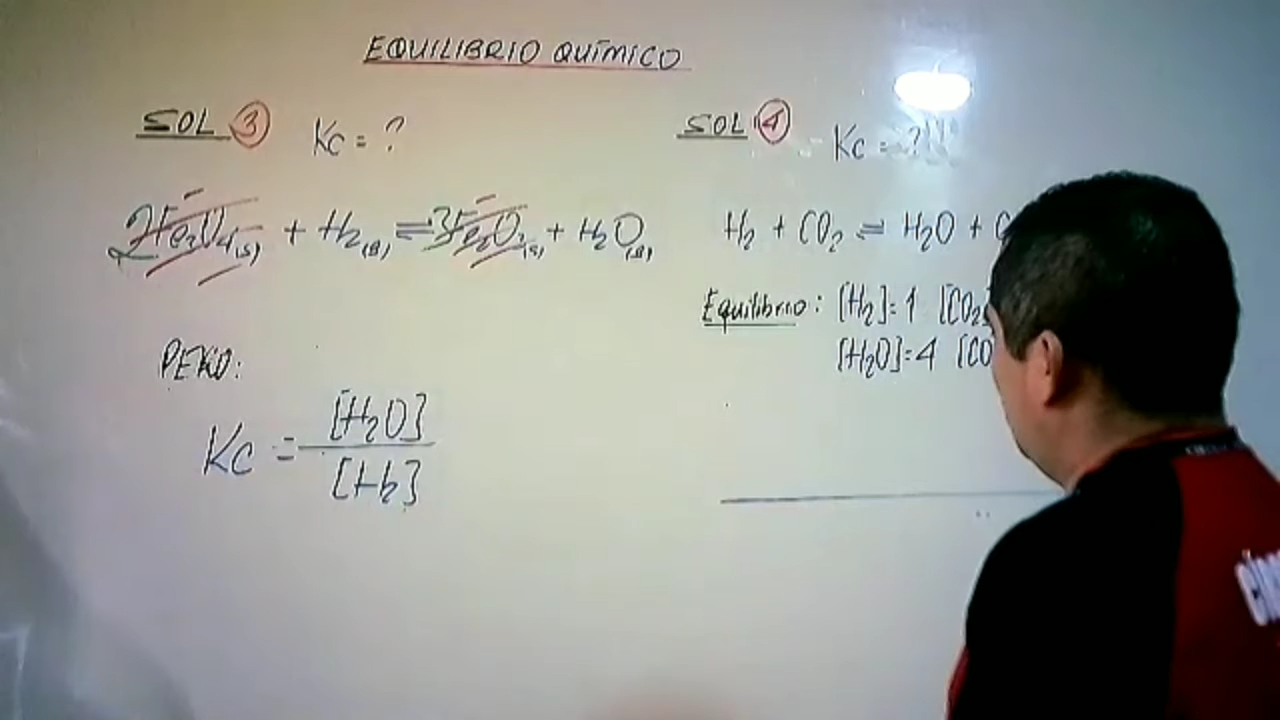 EQUILIBRIO QUÍMICO
SOL 3 Kc = ?
2Fe₃O₄(s) + H₂(g) ⇌ 3Fe₂O₃(s) + H₂O(g)
PERO:
Kc = [H₂O] / [H₂]
SOL 4 Kc = ?
H₂ + CO₂ ⇌ H₂O + C
Equilibrio: [H₂]=1 [CO₂
[H₂O]=4 [CO